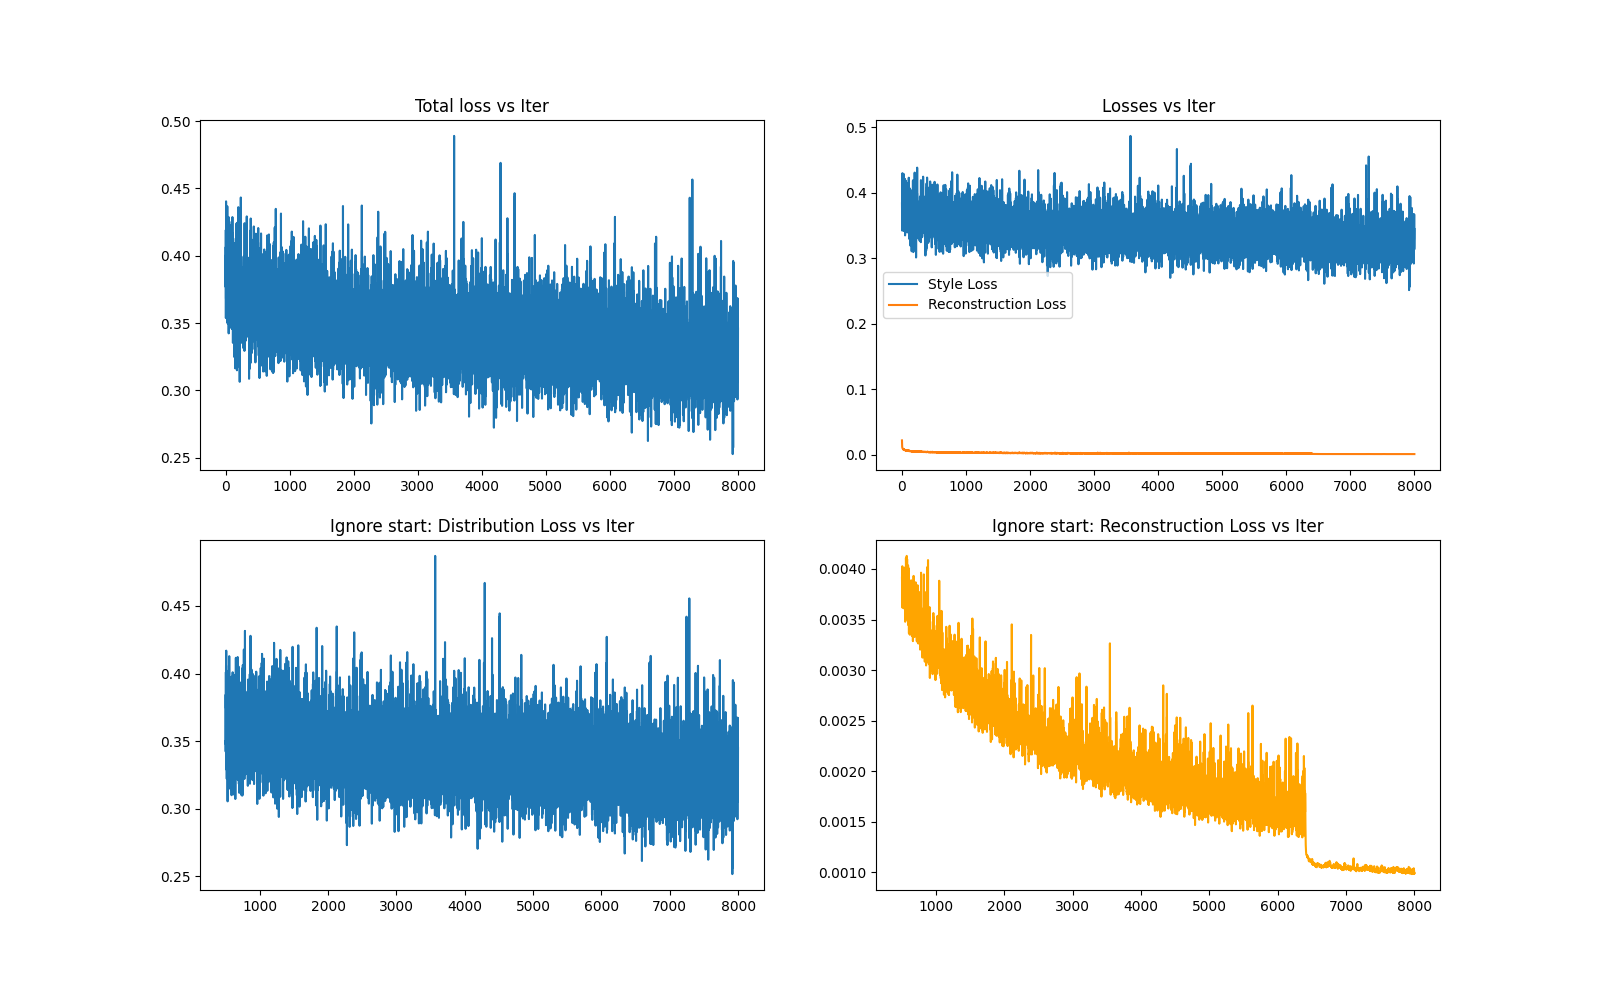 Total loss vs Iter
0.50
0.45
0.40
0.35
0.30
0.25
0 1000 2000 3000 4000 5000 6000 7000 8000
Losses vs Iter
0.5
0.4
0.3
0.2
0.1
0.0
Style Loss
Reconstruction Loss
0 1000 2000 3000 4000 5000 6000 7000 8000
Ignore start: Distribution Loss vs Iter
0.45
0.40
0.35
0.30
0.25
1000 2000 3000 4000 5000 6000 7000 8000
Ignore start: Reconstruction Loss vs Iter
0.0040
0.0035
0.0030
0.0025
0.0020
0.0015
0.0010
1000 2000 3000 4000 5000 6000 7000 8000